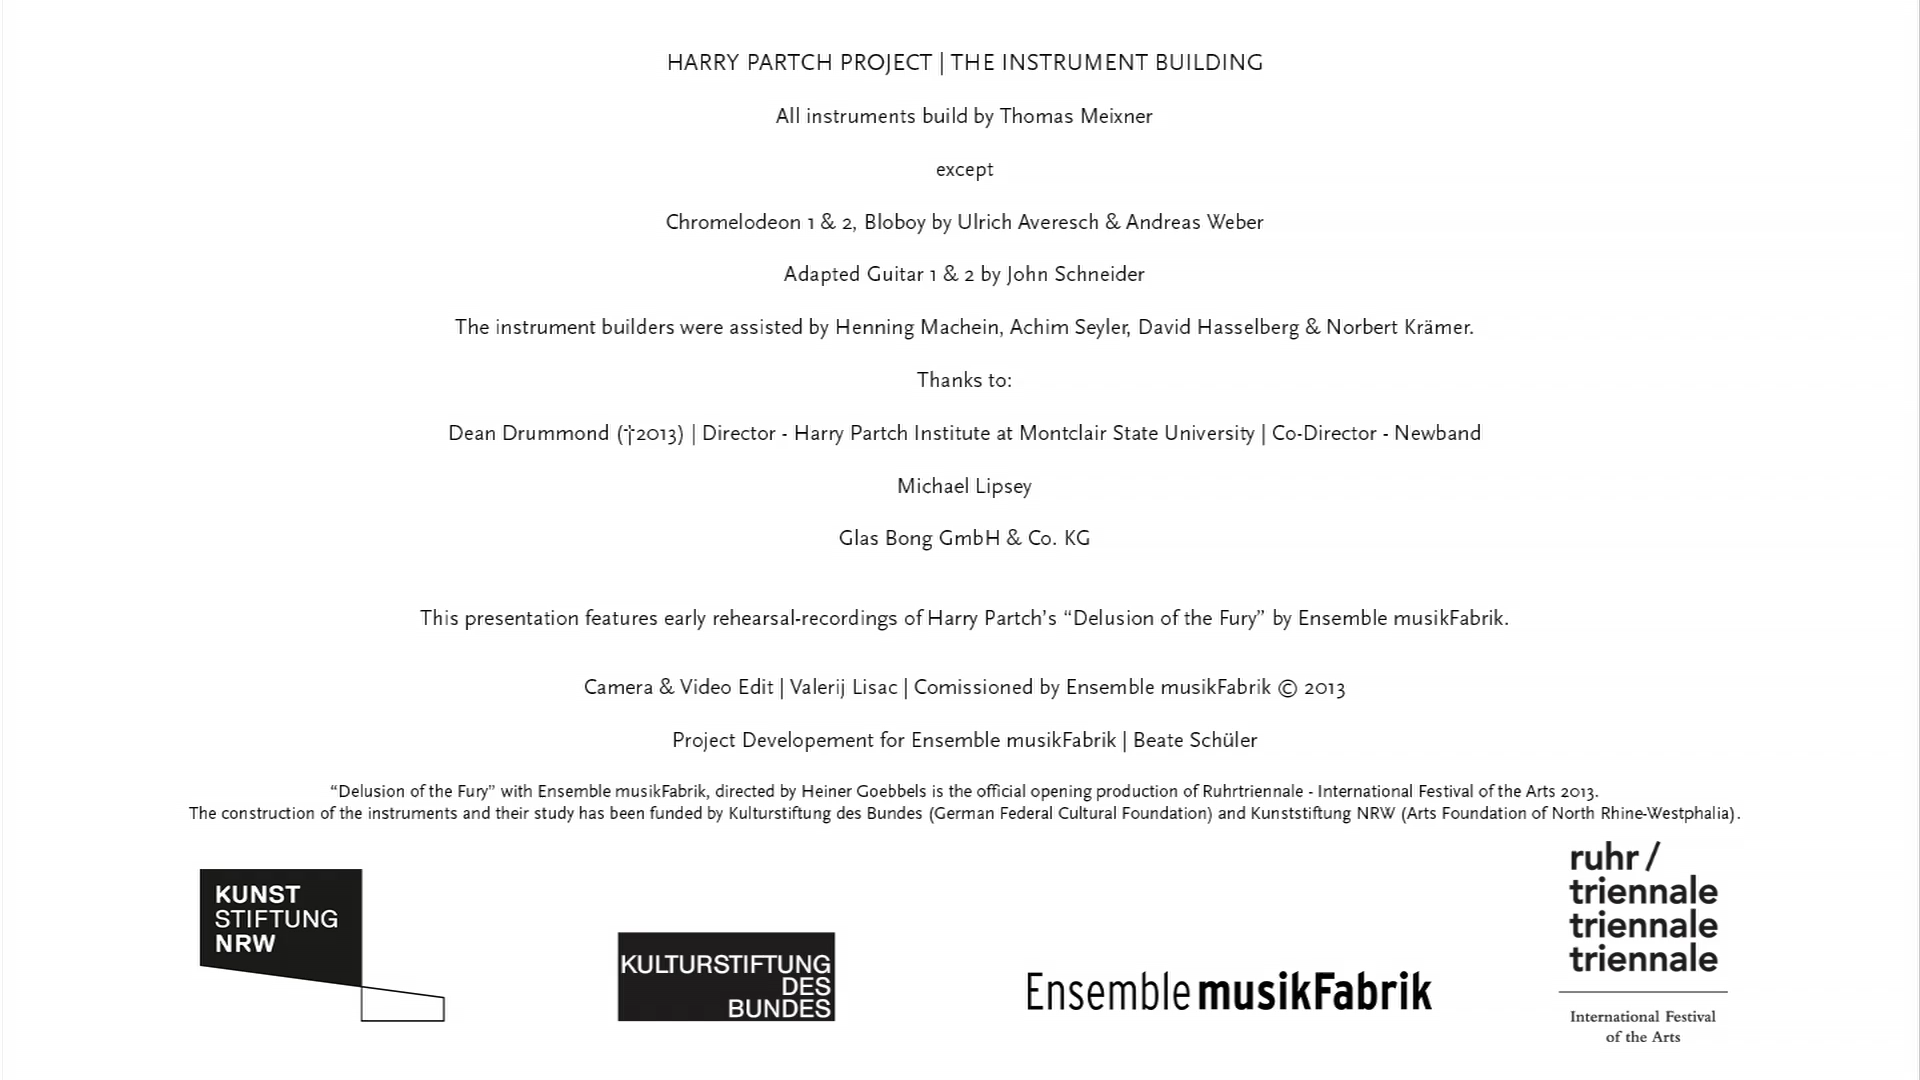 HARRY PARTCH PROJECT | THE INSTRUMENT BUILDING
All instruments build by Thomas Meixner
except
Chromelodeon 1 & 2, Bloboy by Ulrich Averesch & Andreas Weber
Adapted Guitar 1 & 2 by John Schneider
The instrument builders were assisted by Henning Machein, Achim Seyler, David Hasselberg & Norbert Krämer.
Thanks to:
Dean Drummond (†2013) | Director - Harry Partch Institute at Montclair State University | Co-Director - Newband
Michael Lipsey
Glas Bong GmbH & Co. KG
This presentation features early rehearsal-recordings of Harry Partch’s “Delusion of the Fury” by Ensemble musikFabrik.
Camera & Video Edit | Valerij Lisac | Comissioned by Ensemble musikFabrik © 2013
Project Developement for Ensemble musikFabrik | Beate Schüler
“Delusion of the Fury” with Ensemble musikFabrik, directed by Heiner Goebbels is the official opening production of Ruhrtriennale - International Festival of the Arts 2013.
The construction of the instruments and their study has been funded by Kulturstiftung des Bundes (German Federal Cultural Foundation) and Kunststiftung NRW (Arts Foundation of North Rhine-Westphalia).
KUNST
STIFTUNG
NRW
KULTURSTIFTUNG
DES
BUNDES
Ensemble musikFabrik
ruhr /
triennale
triennale
triennale
International Festival
of the Arts